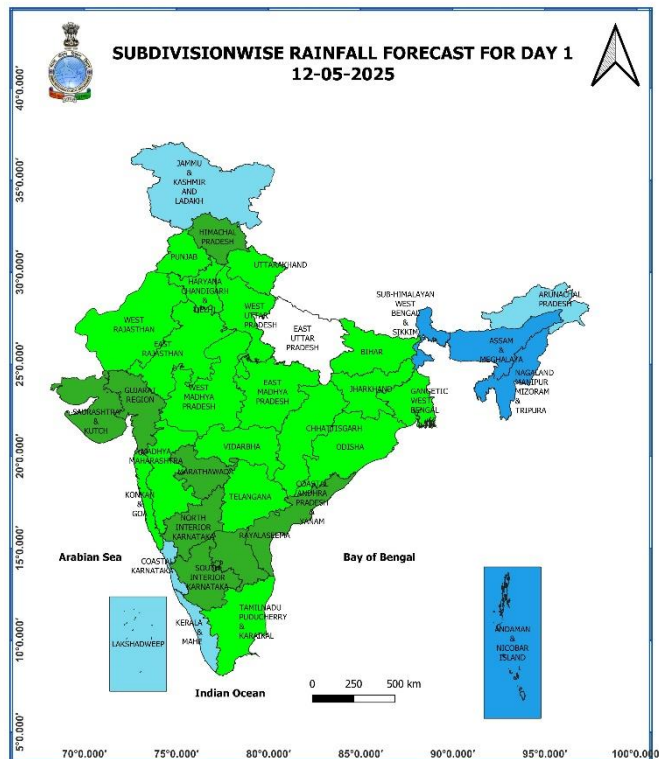 SUBDIVISIONWISE RAINFALL FORECAST FOR DAY 1
12-05-2025
40°0.000'
35°0.000'
30°0.000'
25°0.000'
20°0.000'
15°0.000'
10°0.000'
5°0.000'
JAMMU
&
KASHMIR
AND
LADAKH
HIMACHAL
PRADESH
PUNJAB
UTTARAKHAND
HARYANA
CHANDIGARH
&
DELHI
WEST
UTTAR
PRADESH
EAST
UTTAR
PRADESH
WEST
RAJASTHAN
EAST
RAJASTHAN
SUB-HIMALAYAN
WEST
BENGAL
&
SIKKIM
ARUNACHAL
PRADESH
ASSAM
&
MEGHALAYA
NAGALAND
MANIPUR
MIZORAM
&
TRIPURA
BIHAR
JHARKHAND
GANGETIC
WEST
BENGAL
GUJARAT
REGION
SAURASHTRA
&
KUTCH
WEST
MADHYA
PRADESH
EAST
MADHYA
PRADESH
CHHATTISGARH
ODISHA
VIDARBHA
MADHYA
MAHARASHTRA
MARATHAWADA
KONKAN
&
GOA
TELANGANA
COASTAL
ANDHRA
PRADESH
&
YANAM
NORTH
INTERIOR
KARNATAKA
RAYALASEEMA
COASTAL
KARNATAKA
SOUTH
INTERIOR
KARNATAKA
TAMILNADU
PUDUCHERRY
&
KARAIKAL
KERALA
&
MAHE
LAKSHADWEEP
ANDAMAN
&
NICOBAR
ISLAND
Arabian Sea
Bay of Bengal
Indian Ocean
0 250 500 km
70°0.000' 75°0.000' 80°0.000' 85°0.000' 90°0.000' 95°0.000' 100°0.000'